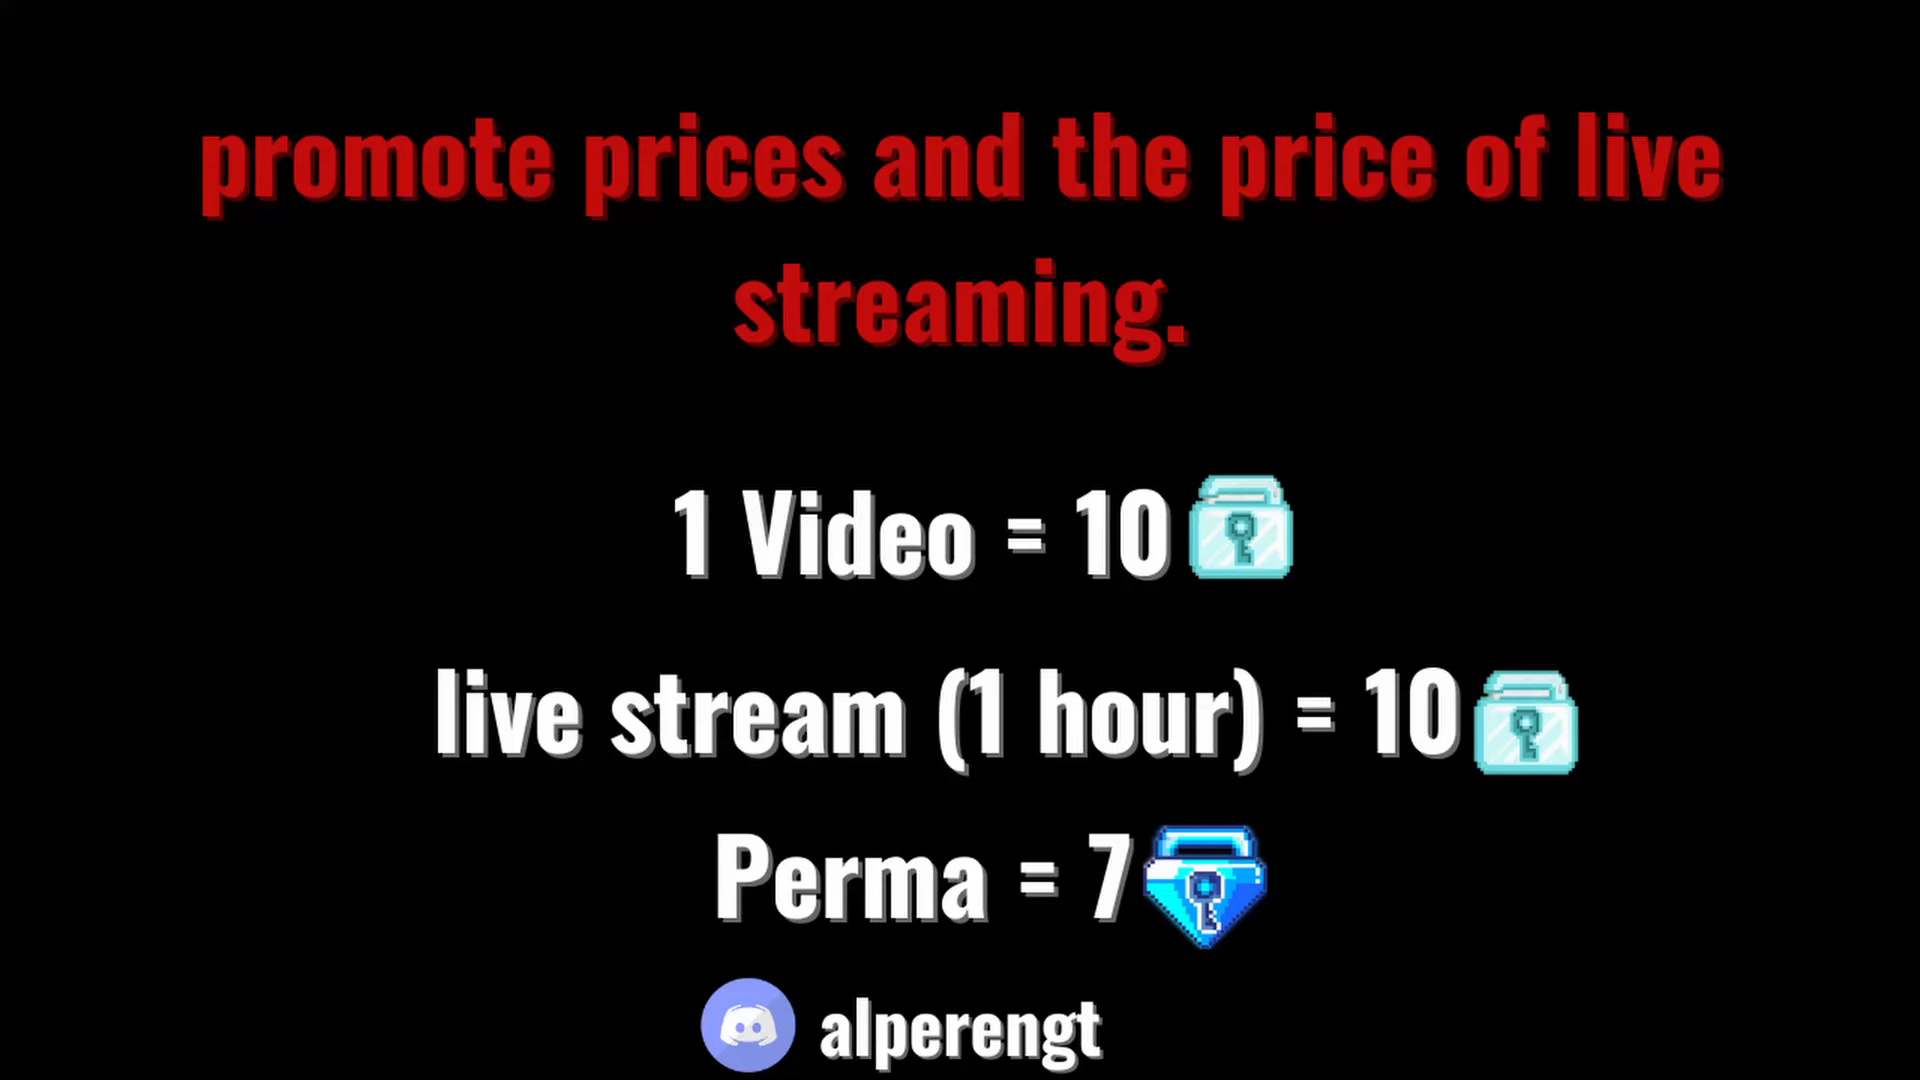 promote prices and the price of live
streaming.
1 Video = 10
live stream (1 hour) = 10
Perma = 7
alperengt